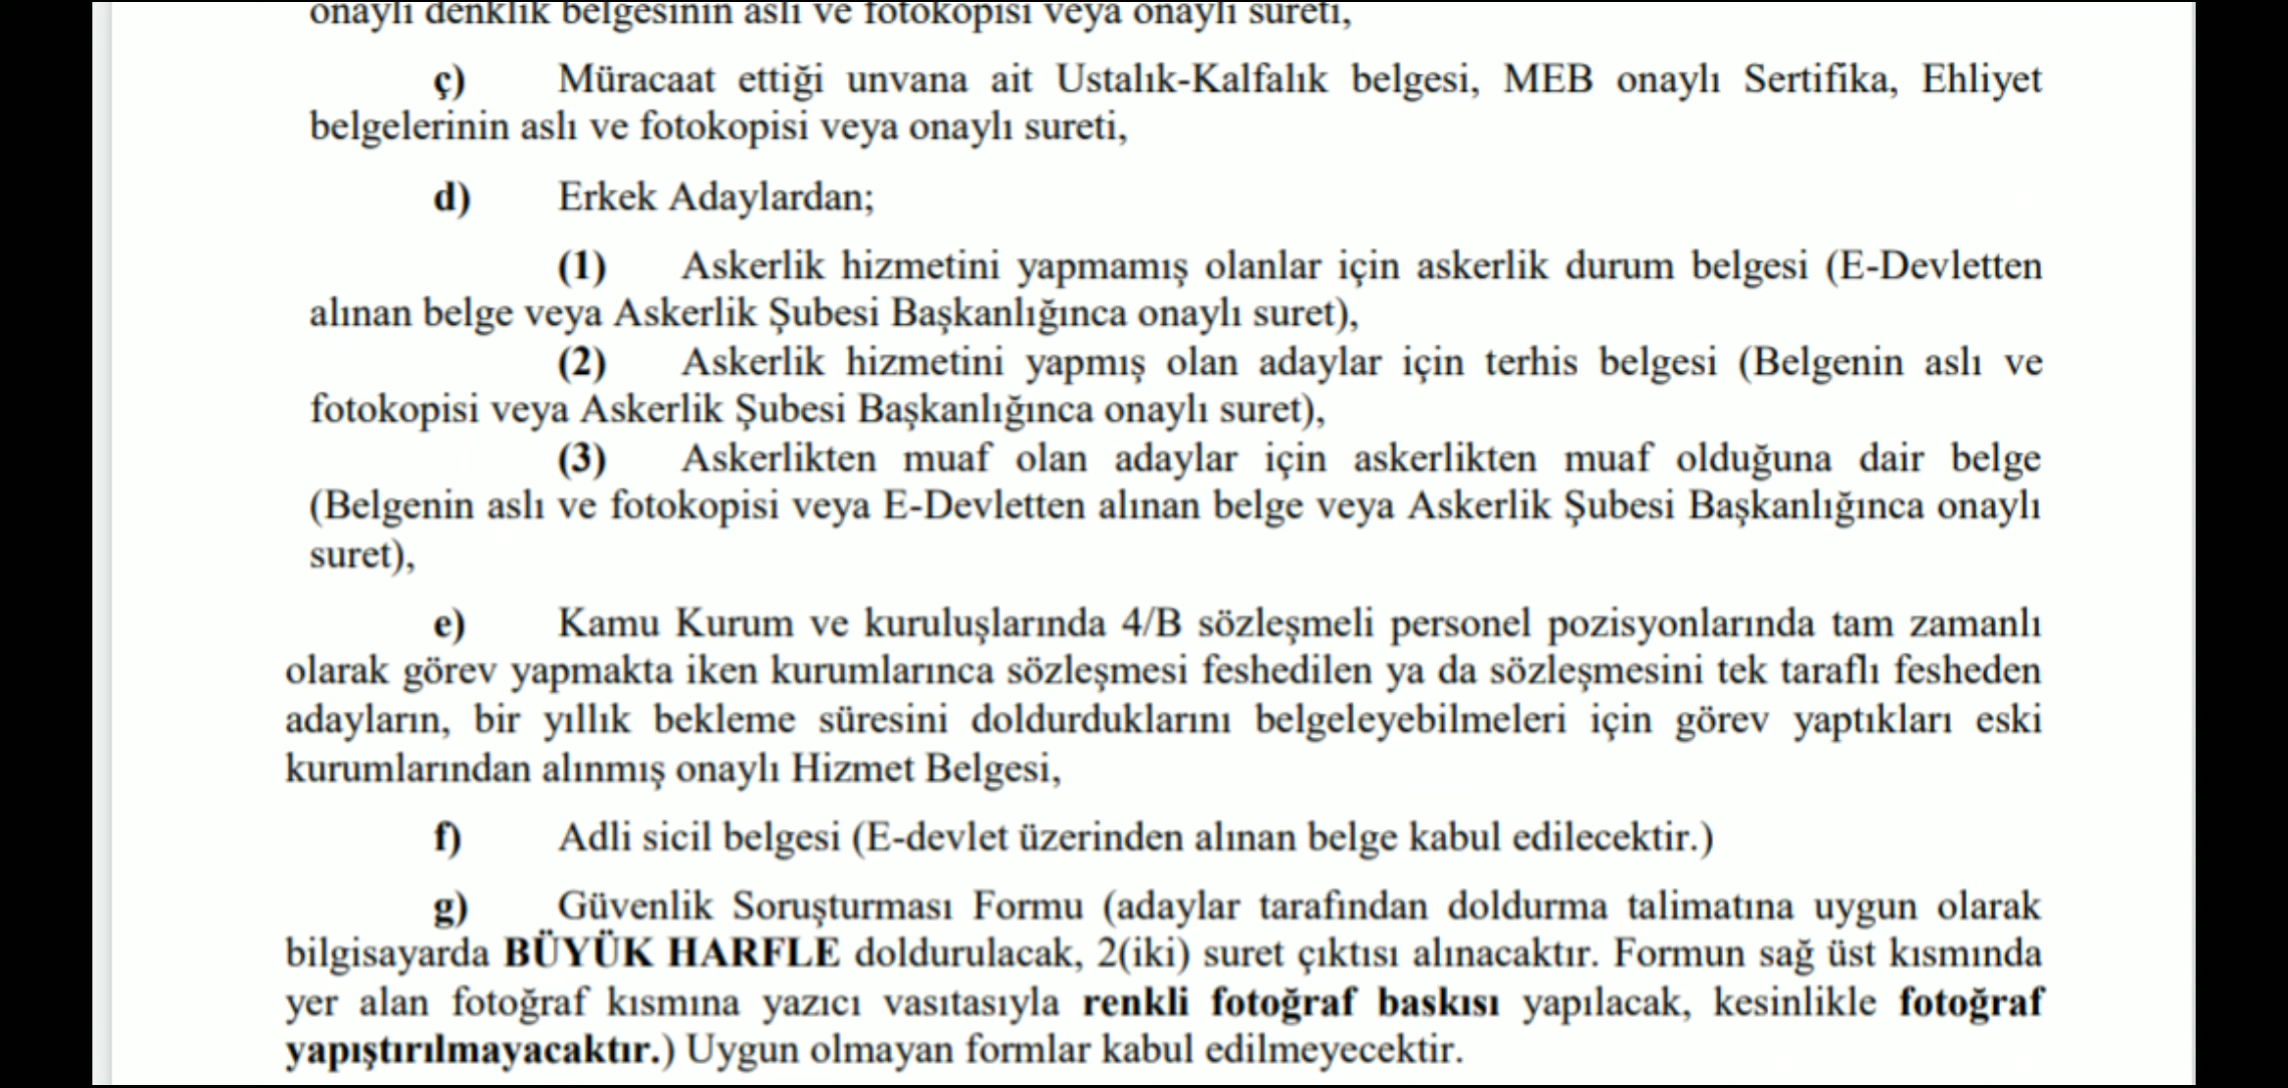 onaylı denklik belgesinin aslı ve fotokopisi veya onaylı sureti,
ç) Müracaat ettiği unvana ait Ustalık-Kalfalık belgesi, MEB onaylı Sertifika, Ehliyet
belgelerinin aslı ve fotokopisi veya onaylı sureti,
d) Erkek Adaylardan;
(1) Askerlik hizmetini yapmamış olanlar için askerlik durum belgesi (E-Devletten
alınan belge veya Askerlik Şubesi Başkanlığınca onaylı suret),
(2) Askerlik hizmetini yapmış olan adaylar için terhis belgesi (Belgenin aslı ve
fotokopisi veya Askerlik Şubesi Başkanlığınca onaylı suret),
(3) Askerlikten muaf olan adaylar için askerlikten muaf olduğuna dair belge
(Belgenin aslı ve fotokopisi veya E-Devletten alınan belge veya Askerlik Şubesi Başkanlığınca onaylı
suret),
e) Kamu Kurum ve kuruluşlarında 4/B sözleşmeli personel pozisyonlarında tam zamanlı
olarak görev yapmakta iken kurumlarınca sözleşmesi feshedilen ya da sözleşmesini tek taraflı fesheden
adayların, bir yıllık bekleme süresini doldurduklarını belgeleyebilmeleri için görev yaptıkları eski
kurumlarından alınmış onaylı Hizmet Belgesi,
f) Adli sicil belgesi (E-devlet üzerinden alınan belge kabul edilecektir.)
g) Güvenlik Soruşturması Formu (adaylar tarafından doldurma talimatına uygun olarak
bilgisayarda BÜYÜK HARFLE doldurulacak, 2(iki) suret çıktısı alınacaktır. Formun sağ üst kısmında
yer alan fotoğraf kısmına yazıcı vasıtasıyla renkli fotoğraf baskısı yapılacak, kesinlikle fotoğraf
yapıştırılmayacaktır.) Uygun olmayan formlar kabul edilmeyecektir.